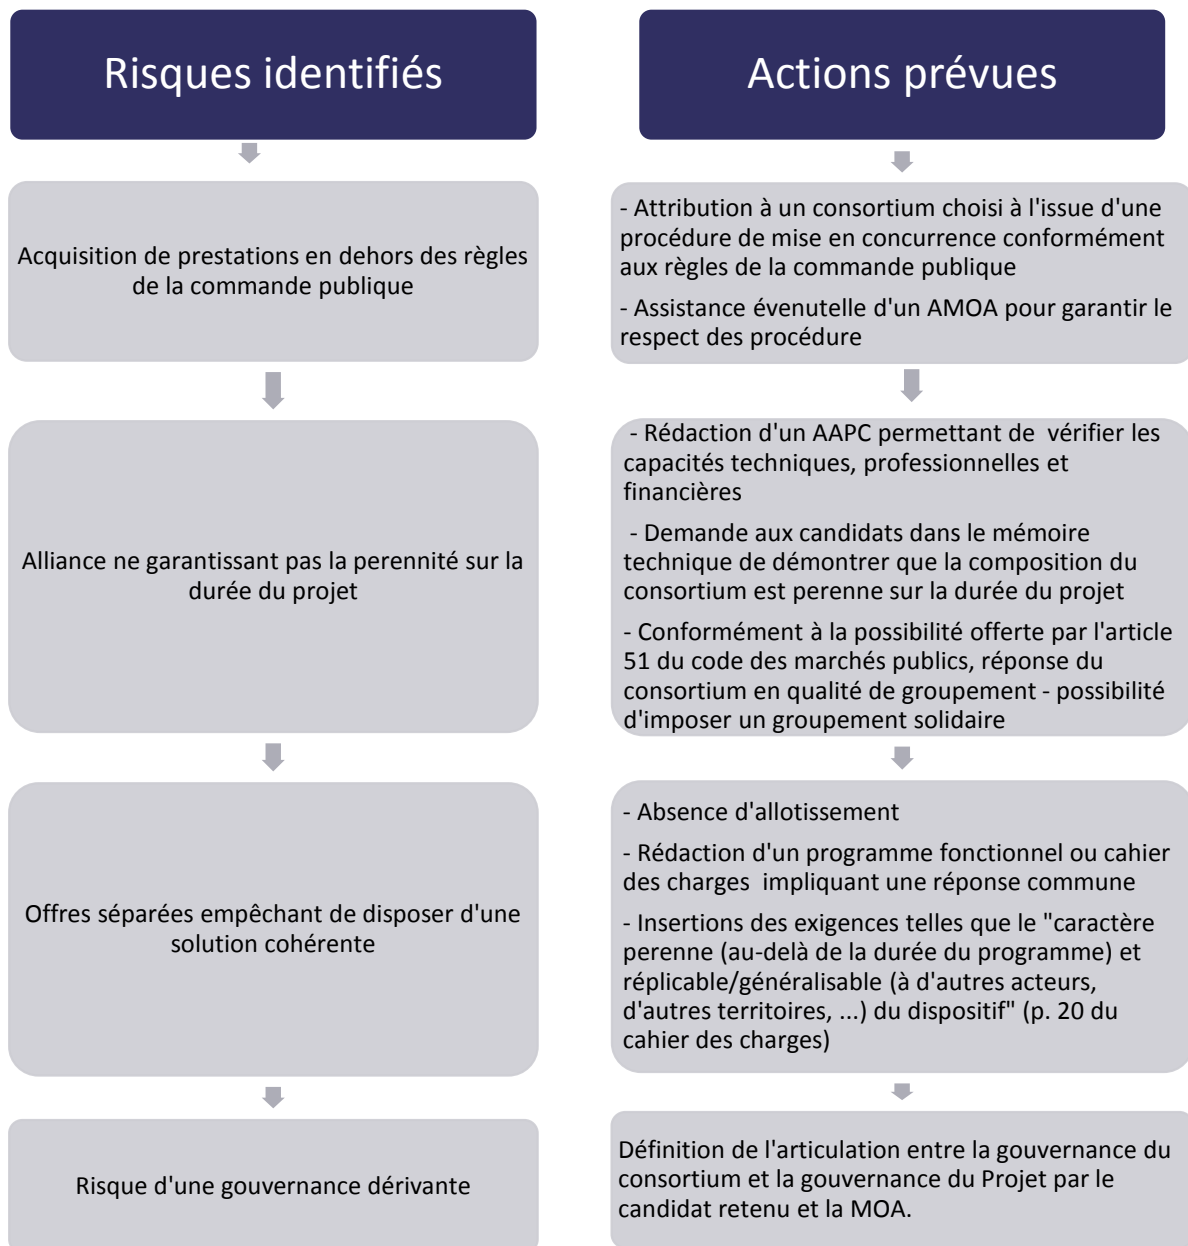 Risques identifiés
Actions prévues
Acquisition de prestations en dehors des règles
de la commande publique
- Attribution à un consortium choisi à l'issue d'une
procédure de mise en concurrence conformément
aux règles de la commande publique
- Assistance évenutelle d'un AMOA pour garantir le
respect des procédure
Alliance ne garantissant pas la perennité sur la
durée du projet
- Rédaction d'un AAPC permettant de  vérifier les
capacités techniques, professionnelles et
financières
- Demande aux candidats dans le mémoire
technique de démontrer que la composition du
consortium est perenne sur la durée du projet
- Conformément à la possibilité offerte par l'article
51 du code des marchés publics, réponse du
consortium en qualité de groupement - possibilité
d'imposer un groupement solidaire
Offres séparées empêchant de disposer d'une
solution cohérente
- Absence d'allotissement
- Rédaction d'un programme fonctionnel ou cahier
des charges  impliquant une réponse commune
- Insertions des exigences telles que le "caractère
perenne (au-delà de la durée du programme) et
réplicable/généralisable (à d'autres acteurs,
d'autres territoires, ...) du dispositif" (p. 20 du
cahier des charges)
Risque d'une gouvernance dérivante
Définition de l'articulation entre la gouvernance du
consortium et la gouvernance du Projet par le
candidat retenu et la MOA.